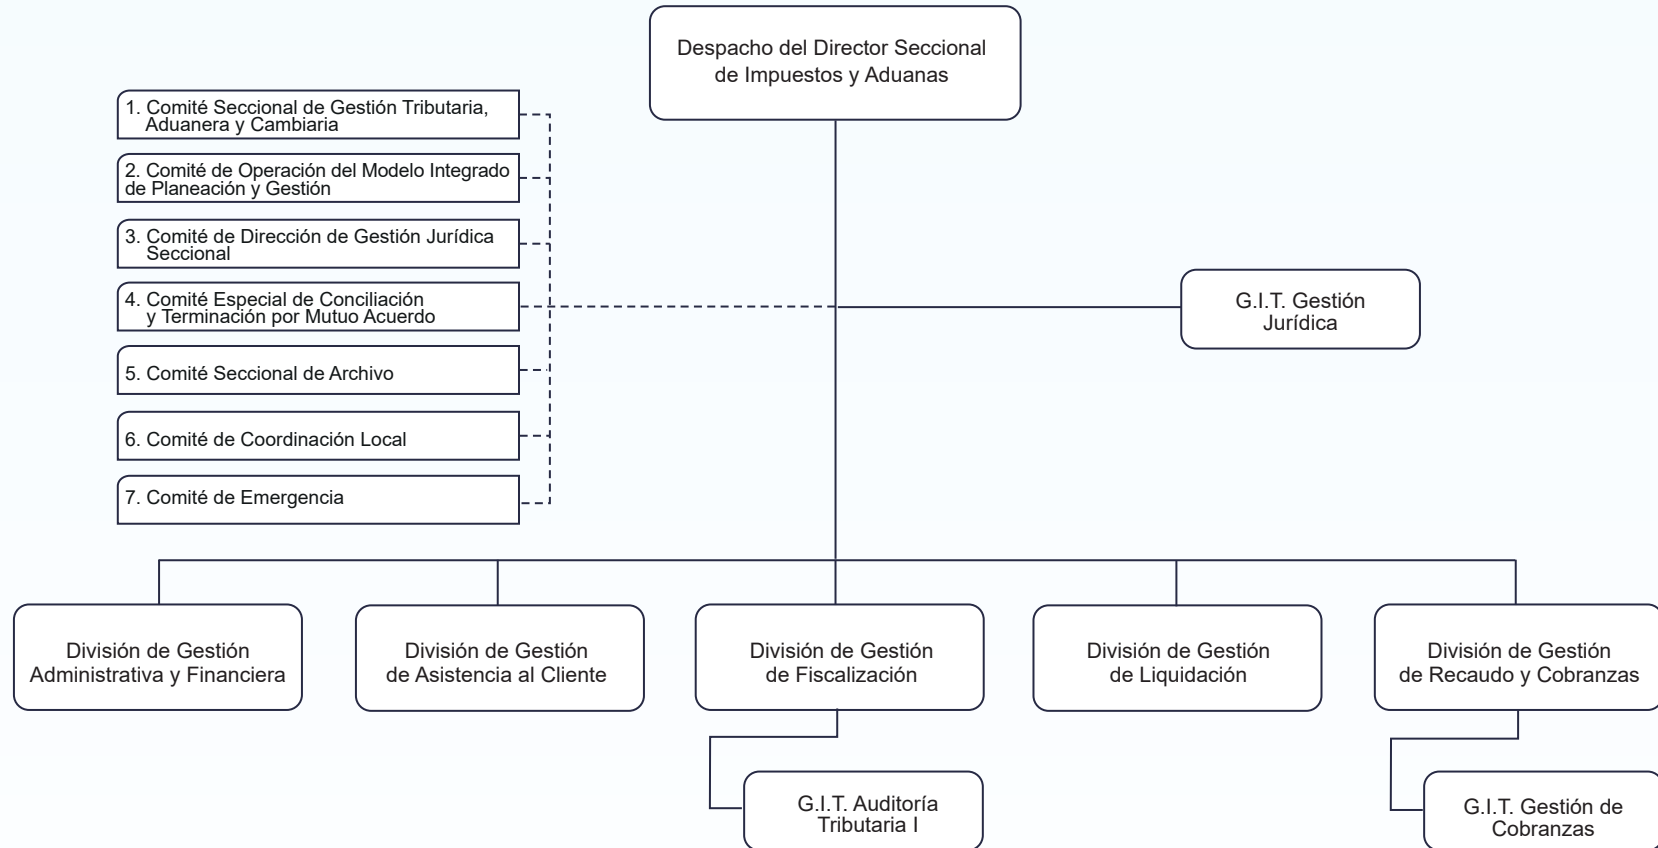 Despacho del Director Seccional
de Impuestos y Aduanas
1. Comité Seccional de Gestión Tributaria,
Aduanera y Cambiaria
2. Comité de Operación del Modelo Integrado
de Planeación y Gestión
3. Comité de Dirección de Gestión Jurídica
Seccional
4. Comité Especial de Conciliación
y Terminación por Mutuo Acuerdo
5. Comité Seccional de Archivo
6. Comité de Coordinación Local
7. Comité de Emergencia
G.I.T. Gestión
Jurídica
División de Gestión
Administrativa y Financiera
División de Gestión
de Asistencia al Cliente
División de Gestión
de Fiscalización
División de Gestión
de Liquidación
División de Gestión
de Recaudo y Cobranzas
G.I.T. Auditoría
Tributaria I
G.I.T. Gestión de
Cobranzas